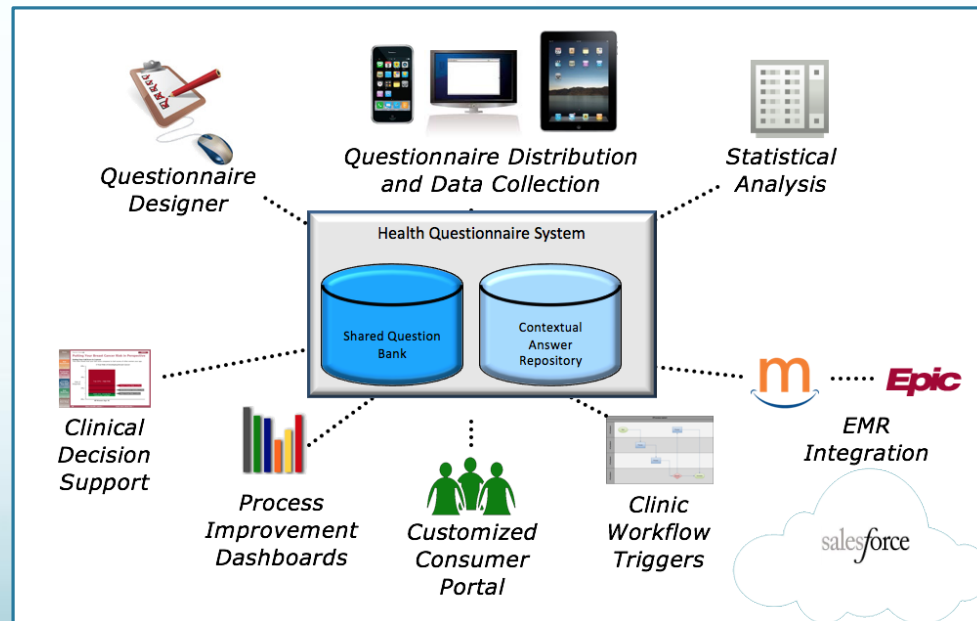 Questionnaire Distribution
and Data Collection
Questionnaire
Designer
Statistical
Analysis
Health Questionnaire System
Shared Question
Bank
Contextual
Answer
Repository
m
Epic
EMR
Integration
Clinical
Decision
Support
Process
Improvement
Dashboards
Customized
Consumer
Portal
Clinic
Workflow
Triggers
salesforce